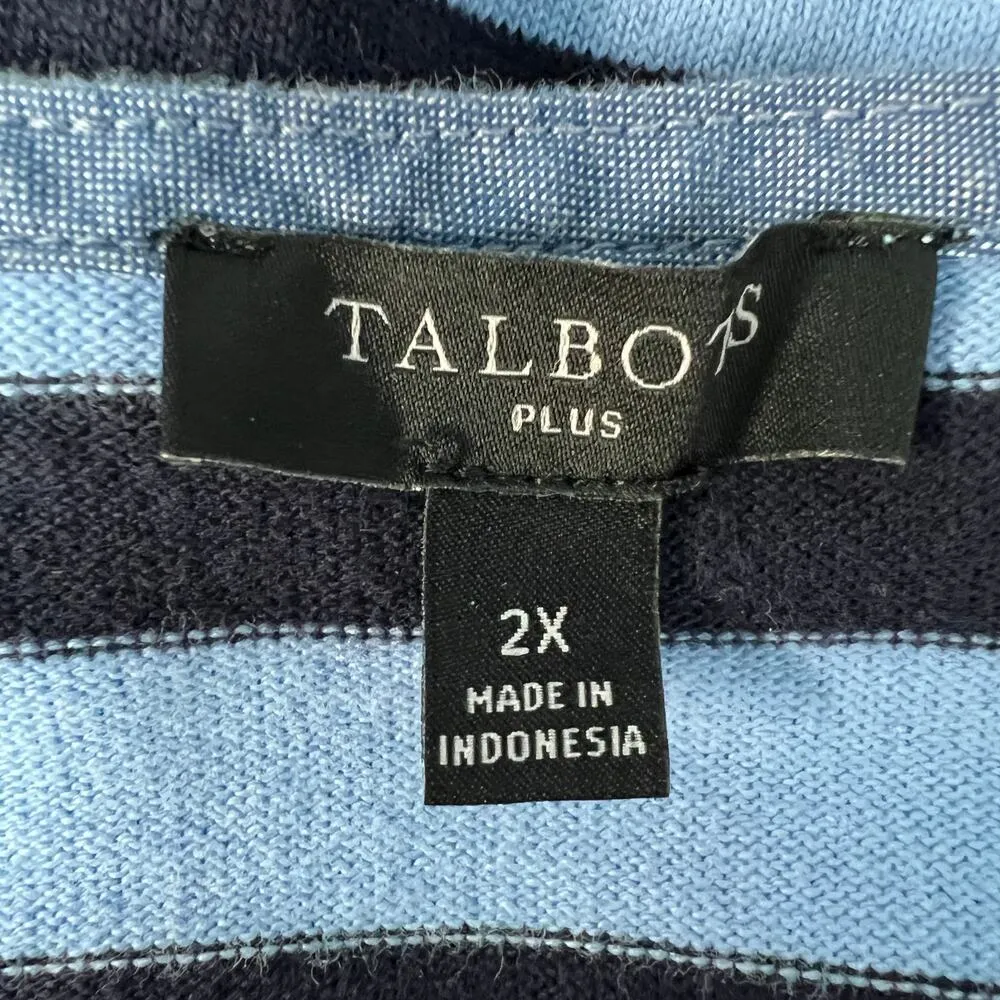 TALBOTS
PLUS
2X
MADE IN
INDONESIA